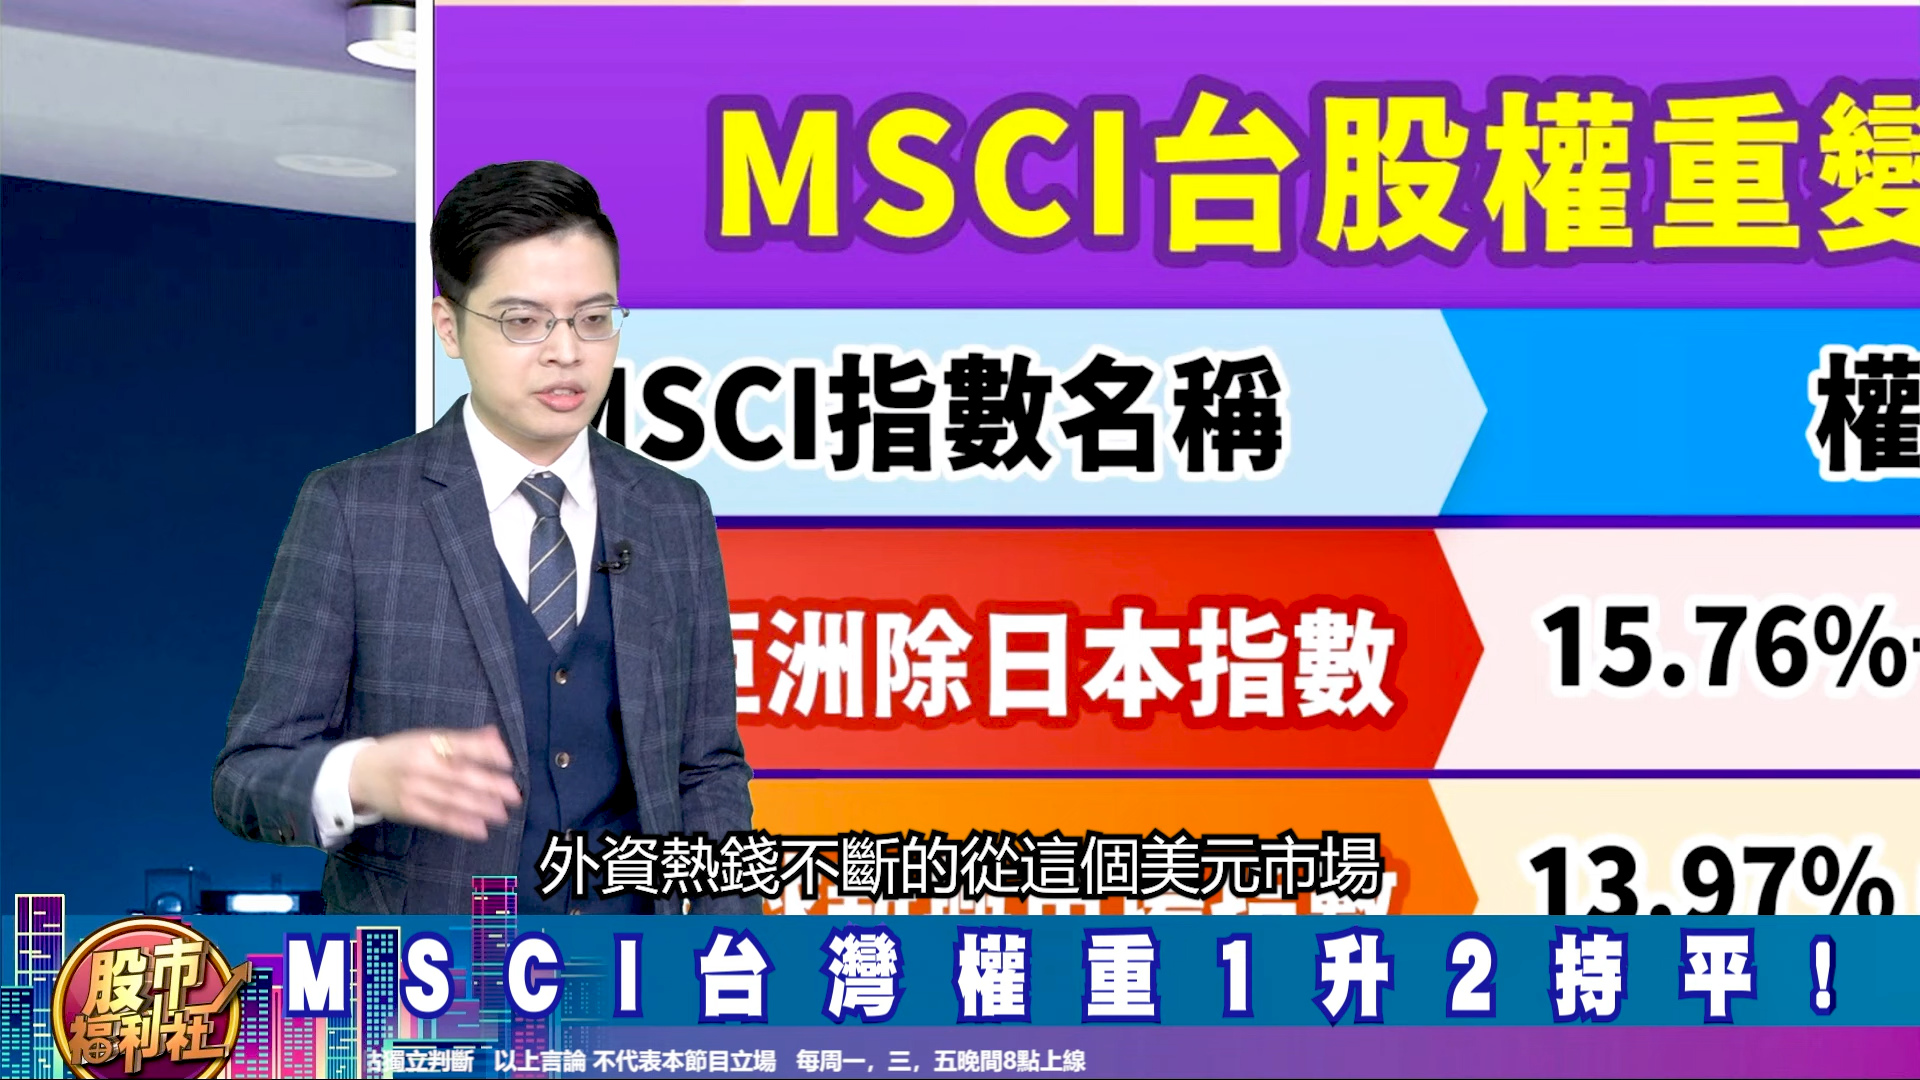 MSCI台股權重變
MSCI指數名稱
權
亞洲除日本指數
15.76%
13.97%
外資熱錢不斷的從這個美元市場
MSCI台灣權重1升2持平!
股市
福利社
獨立判斷 以上言論 不代表本節目立場 每周一，三，五晚間8點上線